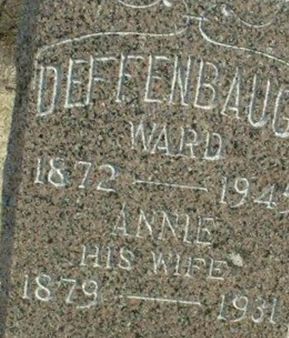 DEFFENBAUG
WARD
1872 — 194
ANNIE
HIS WIFE
1879 — 1931